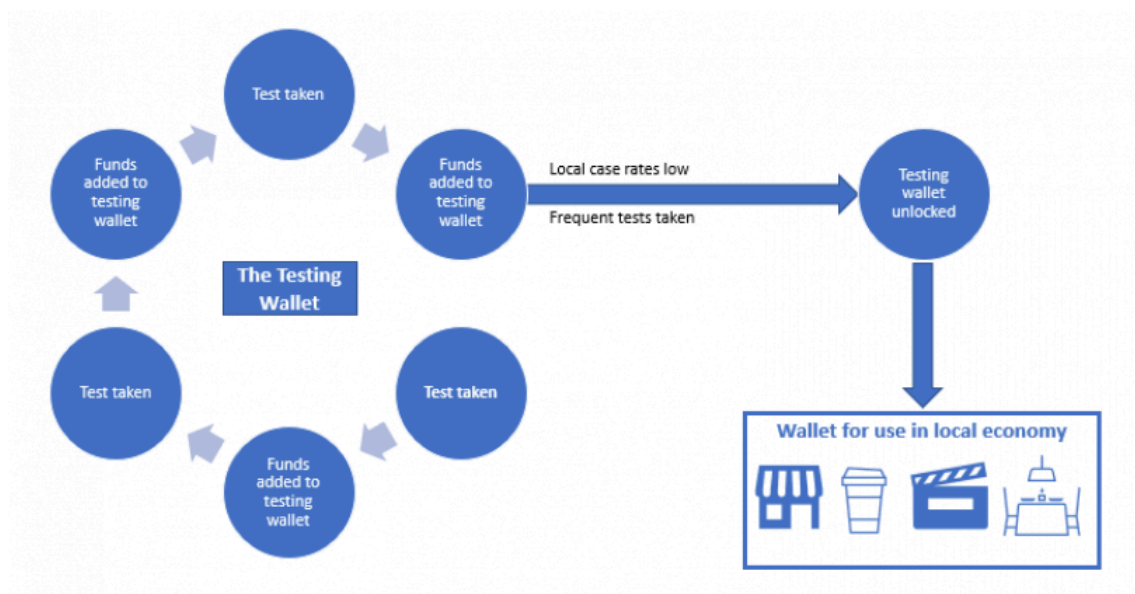 Test taken
Funds
added to
testing
wallet
Funds
added to
testing
wallet
Local case rates low
Frequent tests taken
Testing
wallet
unlocked
The Testing
Wallet
Test taken
Test taken
Funds
added to
testing
wallet
Wallet for use in local economy